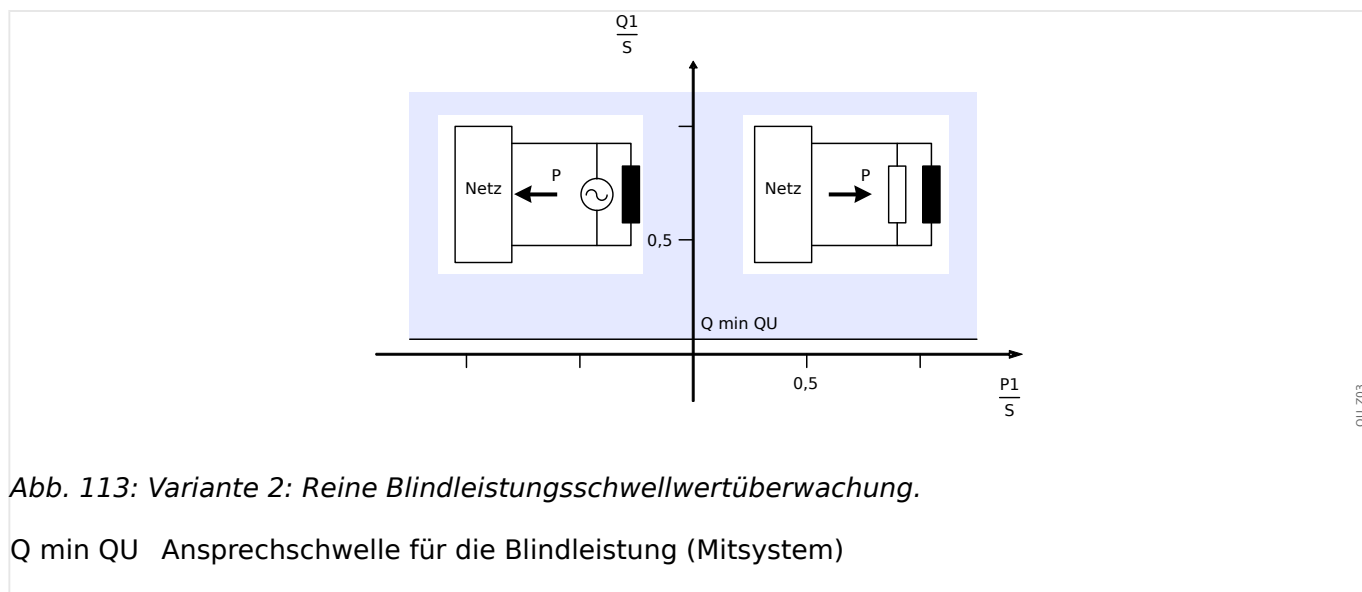 Q1
S
P
P
Netz
Netz
0,5
Q min QU
0,5
P1
S
QU_Z03
Abb. 113: Variante 2: Reine Blindleistungsschwellwertüberwachung.
Q min QU Ansprechschwelle für die Blindleistung (Mitsystem)